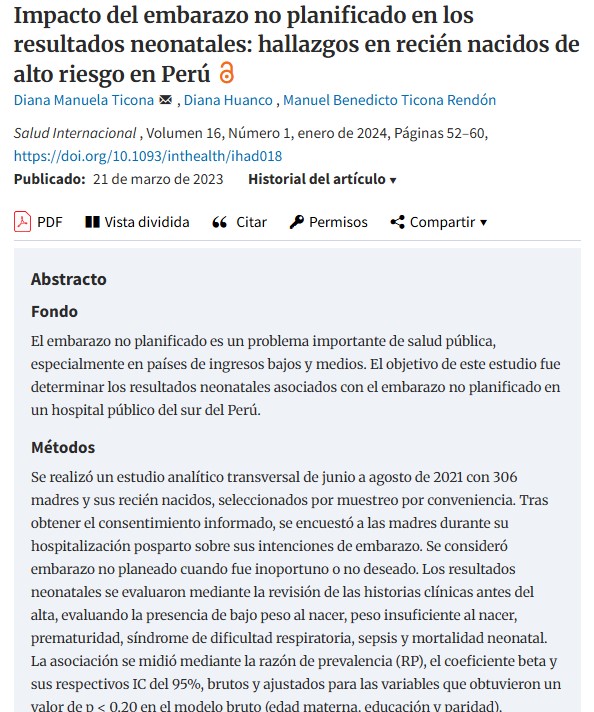 Impacto del embarazo no planificado en los
resultados neonatales: hallazgos en recién nacidos de
alto riesgo en Perú
Diana Manuela Ticona , Diana Huanco , Manuel Benedicto Ticona Rendón
Salud Internacional , Volumen 16, Número 1, enero de 2024, Páginas 52–60,
https://doi.org/10.1093/inthealth/ihad018
Publicado: 21 de marzo de 2023 Historial del artículo ▼
PDF Vista dividida Citar Permisos Compartir ▼
Abstracto
Fondo
El embarazo no planificado es un problema importante de salud pública,
especialmente en países de ingresos bajos y medios. El objetivo de este estudio fue
determinar los resultados neonatales asociados con el embarazo no planificado en
un hospital público del sur del Perú.
Métodos
Se realizó un estudio analítico transversal de junio a agosto de 2021 con 306
madres y sus recién nacidos, seleccionados por muestreo por conveniencia. Tras
obtener el consentimiento informado, se encuestó a las madres durante su
hospitalización posparto sobre sus intenciones de embarazo. Se consideró
embarazo no planeado cuando fue inoportuno o no deseado. Los resultados
neonatales se evaluaron mediante la revisión de las historias clínicas antes del
alta, evaluando la presencia de bajo peso al nacer, peso insuficiente al nacer,
prematuridad, síndrome de dificultad respiratoria, sepsis y mortalidad neonatal.
La asociación se midió mediante la razón de prevalencia (RP), el coeficiente beta y
sus respectivos IC del 95%, brutos y ajustados para las variables que obtuvieron un
valor de p < 0,20 en el modelo bruto (edad materna, educación y paridad).